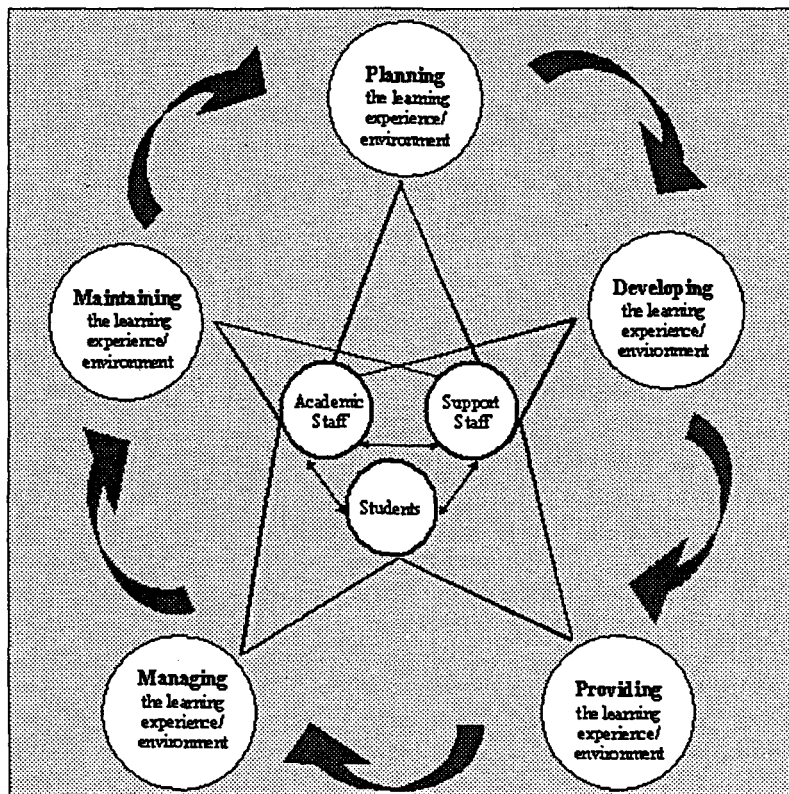 Planning
the learning
experience/
environment
Developing
the learning
experience/
environment
Providing
the learning
experience/
environment
Managing
the learning
experience/
environment
Maintaining
the learning
experience/
environment
Academic
Staff
Support
Staff
Students